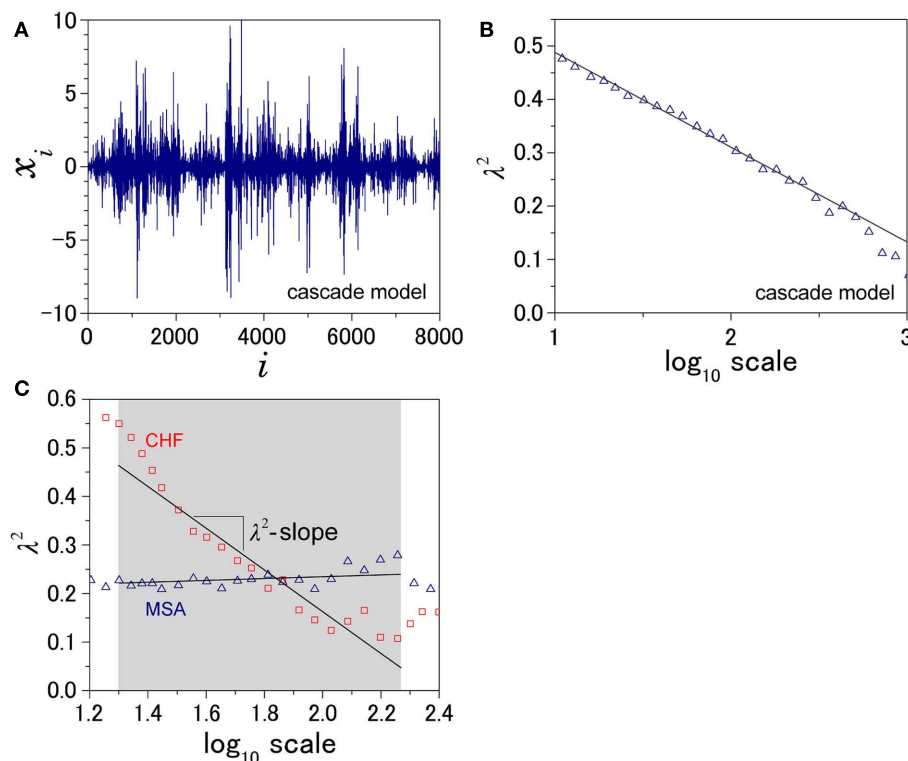 A
10
5
0
−5
−10
x_i
cascade model
0 2000 4000 6000 8000
i
B
0.5
0.4
0.3
0.2
0.1
0.0
λ²
cascade model
1 2 3
log₁₀ scale
C
0.6
0.5
0.4
0.3
0.2
0.1
0.0
λ²
CHF
λ²-slope
MSA
1.2 1.4 1.6 1.8 2.0 2.2 2.4
log₁₀ scale